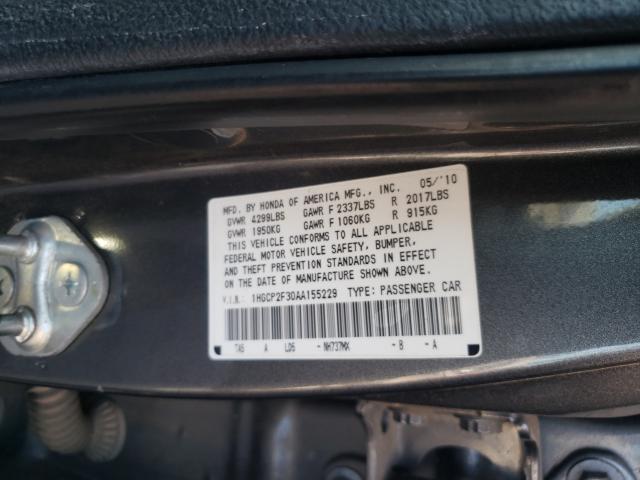 MFD. BY HONDA OF AMERICA MFG., INC. 05/'10
GVWR 4299LBS GAWR F 2337LBS R 2017LBS
GVWR 1950KG GAWR F 1060KG R 915KG
THIS VEHICLE CONFORMS TO ALL APPLICABLE
FEDERAL MOTOR VEHICLE SAFETY, BUMPER,
AND THEFT PREVENTION STANDARDS IN EFFECT
ON THE DATE OF MANUFACTURE SHOWN ABOVE.
V.I.N.: 1HGCP2F30AA155229 TYPE: PASSENGER CAR
TA5 A LD5 - NH737MX - B - A